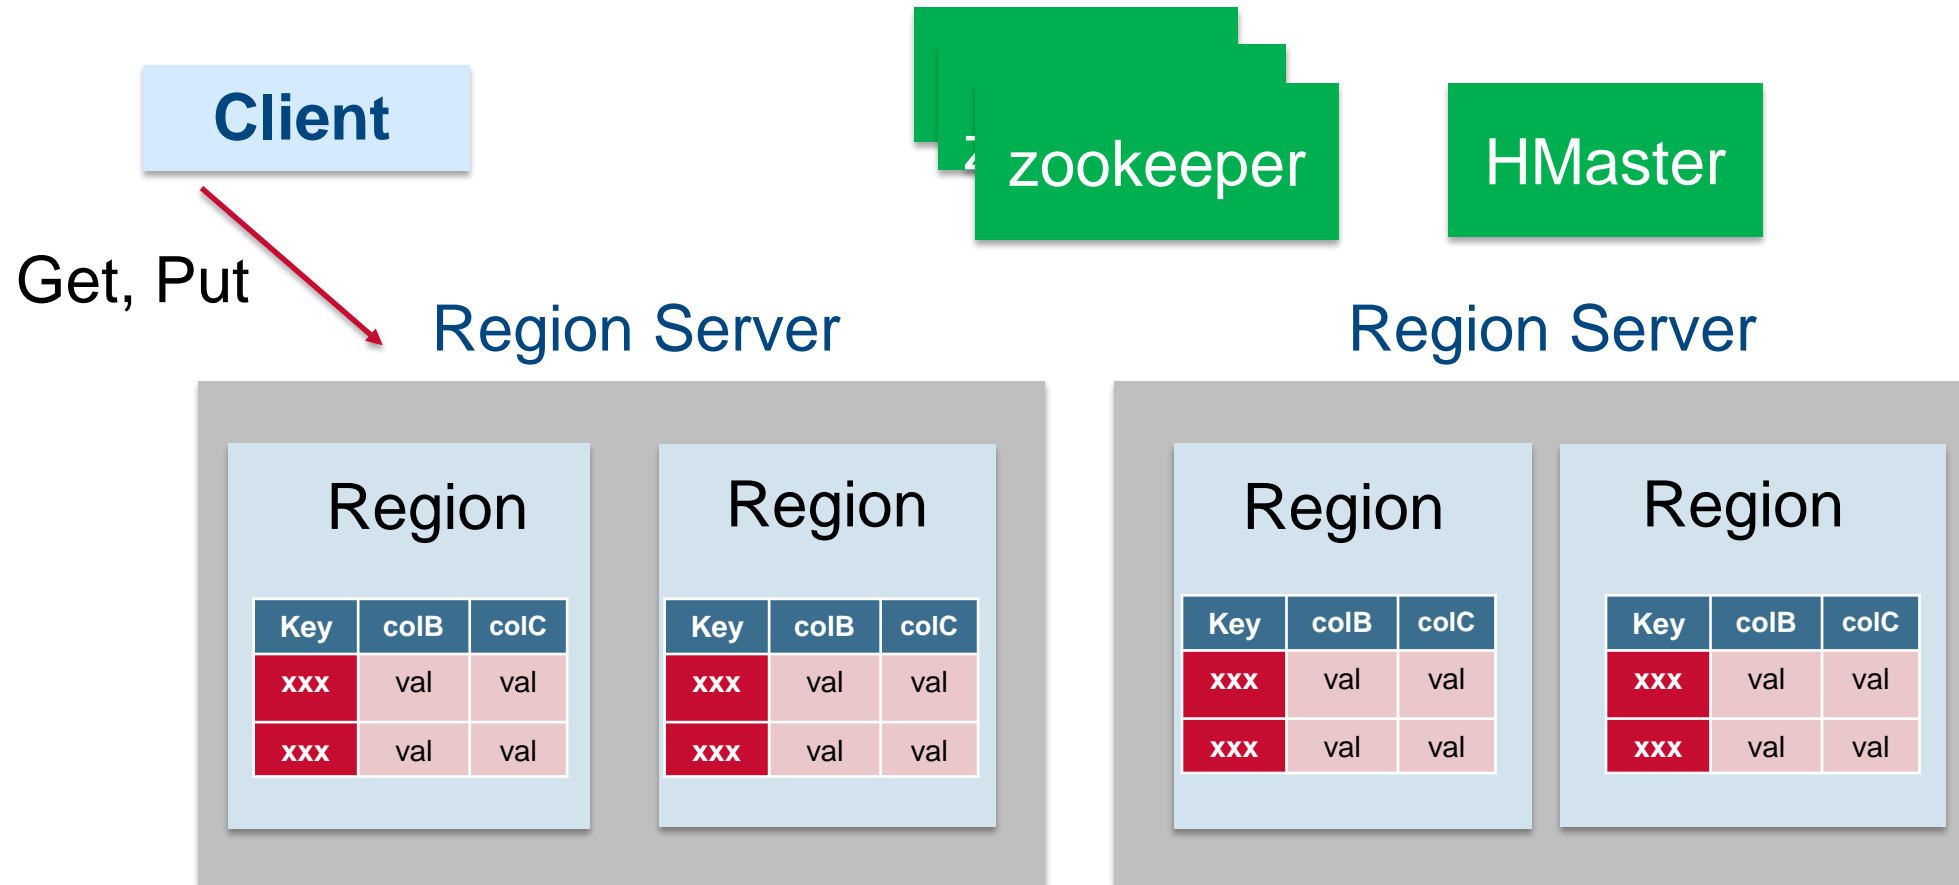 Client
zookeeper
HMaster
Get, Put
Region Server
Region Server
Region
Region
Region
Region
Key colB colC
xxx val val
xxx val val
Key colB colC
xxx val val
xxx val val
Key colB colC
xxx val val
xxx val val
Key colB colC
xxx val val
xxx val val